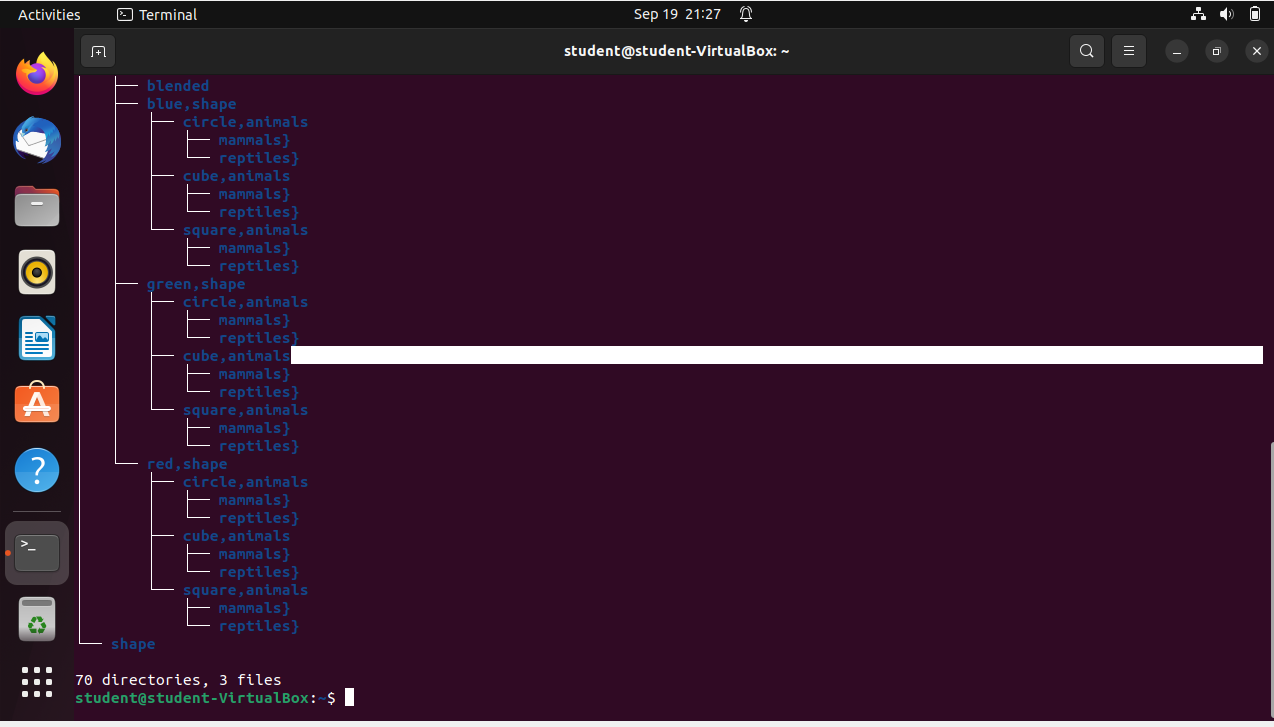 Activities
Terminal
Sep 19 21:27
student@student-VirtualBox: ~
blended
blue,shape
circle,animals
mammals}
reptiles}
cube,animals
mammals}
reptiles}
square,animals
mammals}
reptiles}
green,shape
circle,animals
mammals}
reptiles}
cube,animals
mammals}
reptiles}
square,animals
mammals}
reptiles}
red,shape
circle,animals
mammals}
reptiles}
cube,animals
mammals}
reptiles}
square,animals
mammals}
reptiles}
shape
70 directories, 3 files
student@student-VirtualBox:~$